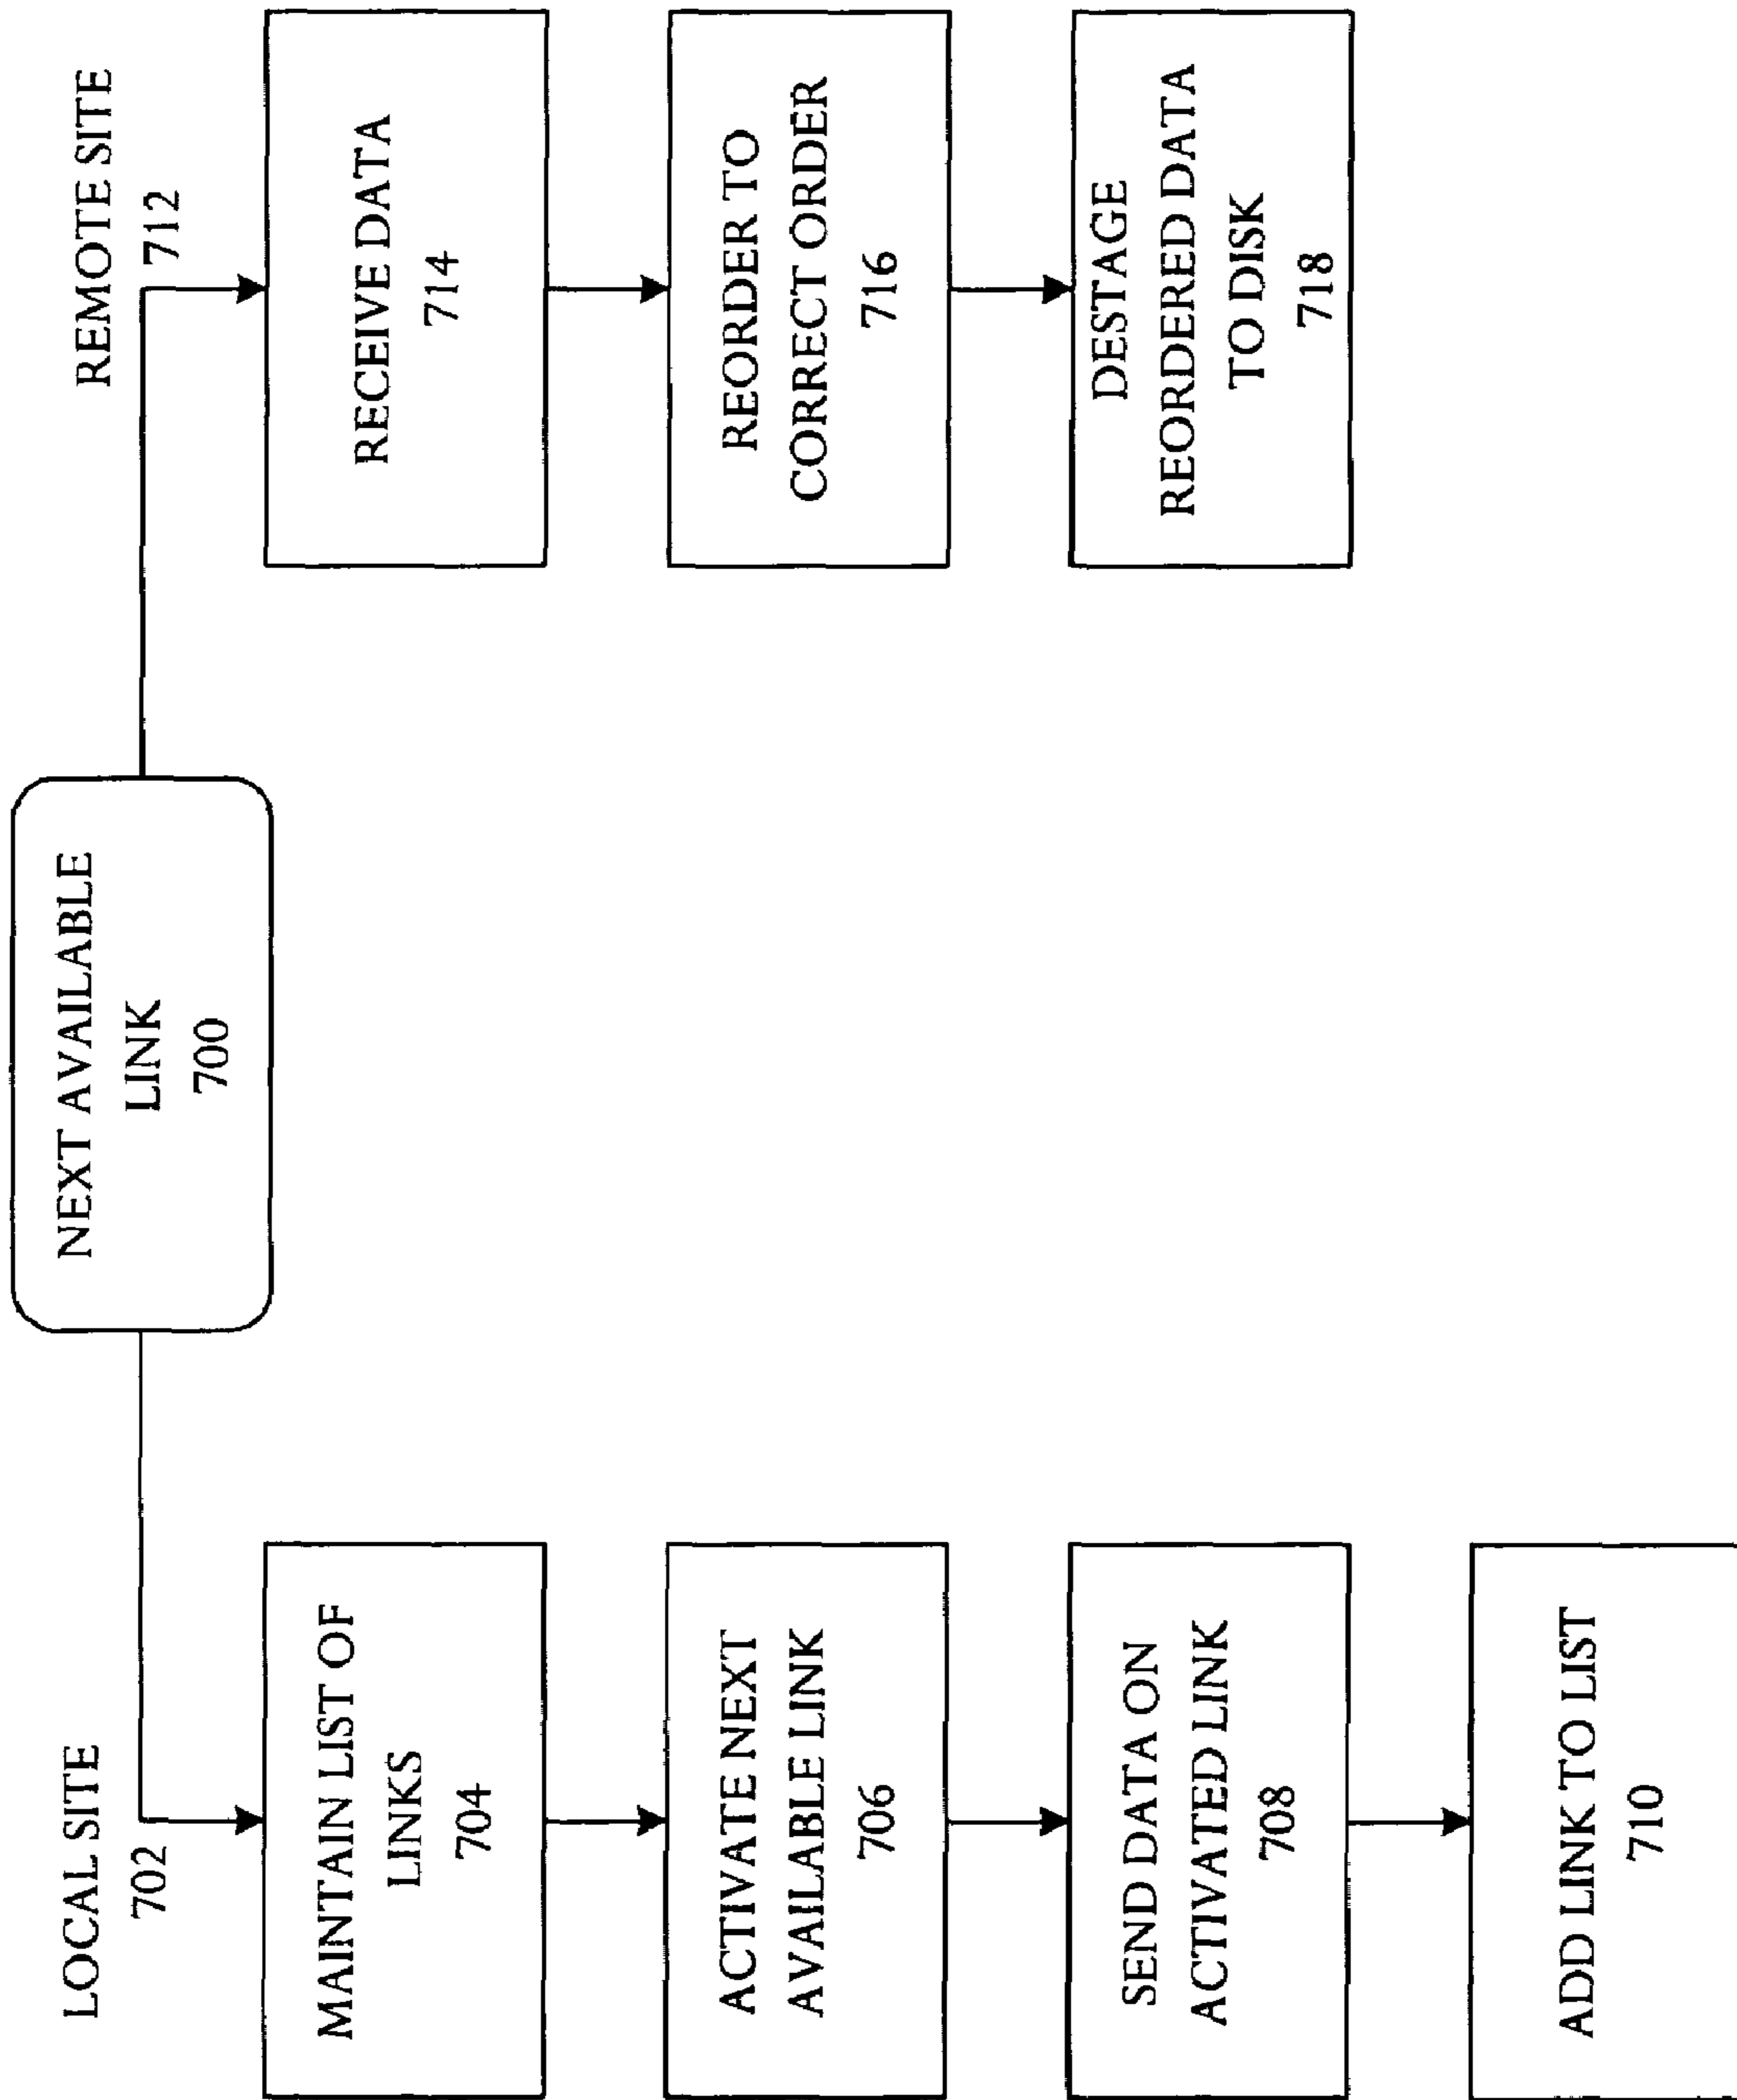 NEXT AVAILABLE
LINK
700
LOCAL SITE
702
MAINTAIN LIST OF
LINKS
704
ACTIVATE NEXT
AVAILABLE LINK
706
SEND DATA ON
ACTIVATED LINK
708
ADD LINK TO LIST
710
REMOTE SITE
712
RECEIVE DATA
714
REORDER TO
CORRECT ORDER
716
DESTAGE
REORDERED DATA
TO DISK
718